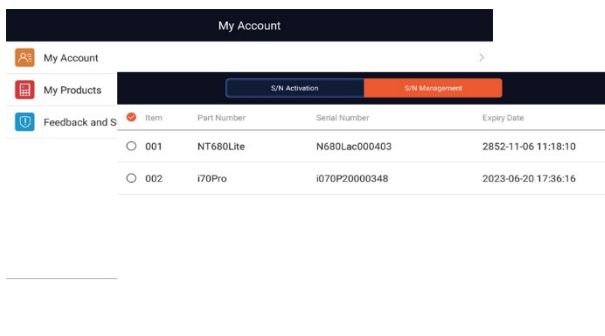 My Account
My Account
My Products
Feedback and S
S/N Activation S/N Management
Item Part Number Serial Number Expiry Date
001 NT680Lite N680Lac000403 2852-11-06 11:18:10
002 i70Pro i070P20000348 2023-06-20 17:36:16